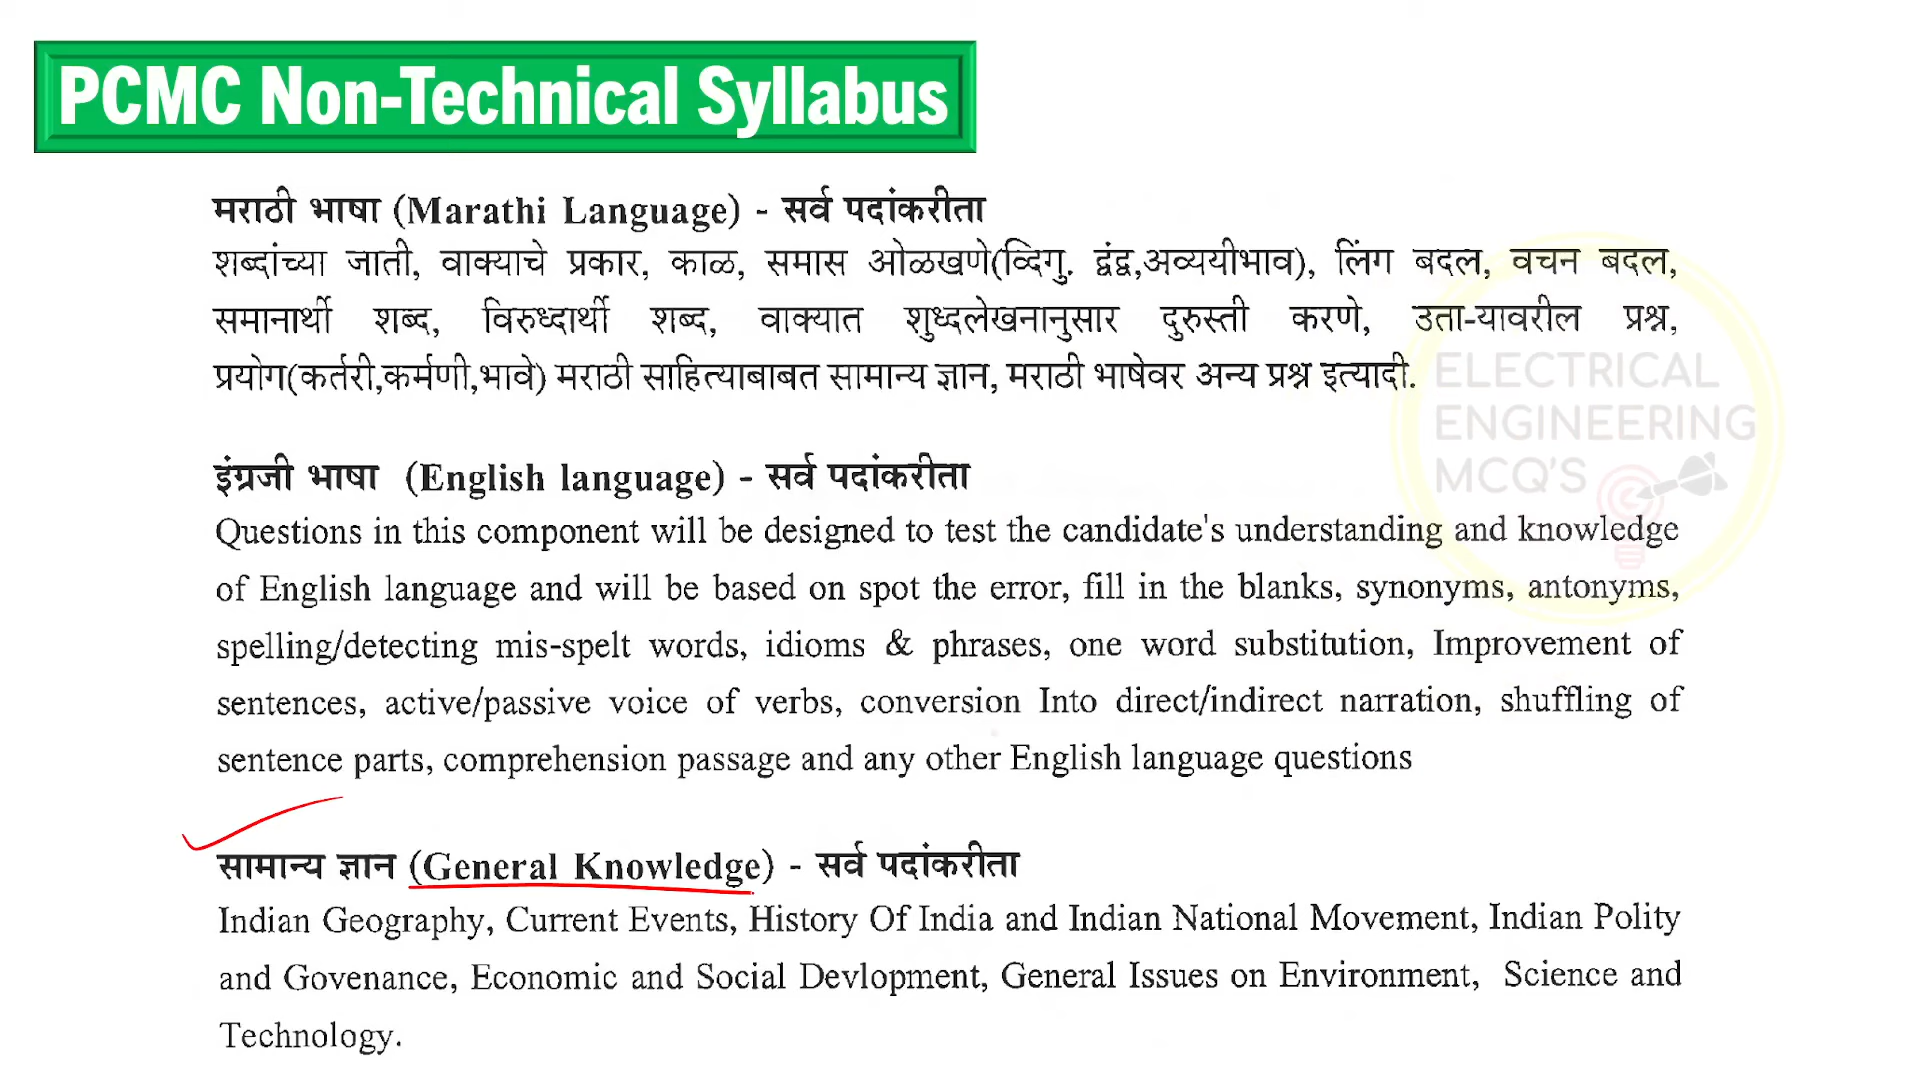 PCMC Non-Technical Syllabus
मराठी भाषा (Marathi Language) - सर्व पदांकरीता
शब्दांच्या जाती, वाक्याचे प्रकार, काळ, समास ओळखणे(व्दिगु. द्वंद्व,अव्ययीभाव), लिंग बदल, वचन बदल,
समानार्थी शब्द, विरुध्दार्थी शब्द, वाक्यात शुध्दलेखनानुसार दुरुस्ती करणे, उता-यावरील प्रश्न,
प्रयोग(कर्तरी,कर्मणी,भावे) मराठी साहित्याबाबत सामान्य ज्ञान, मराठी भाषेवर अन्य प्रश्न इत्यादी.
ELECTRICAL
ENGINEERING
MCQ'S
इंग्रजी भाषा (English language) - सर्व पदांकरीता
Questions in this component will be designed to test the candidate's understanding and knowledge
of English language and will be based on spot the error, fill in the blanks, synonyms, antonyms,
spelling/detecting mis-spelt words, idioms & phrases, one word substitution, Improvement of
sentences, active/passive voice of verbs, conversion Into direct/indirect narration, shuffling of
sentence parts, comprehension passage and any other English language questions
सामान्य ज्ञान (General Knowledge) - सर्व पदांकरीता
Indian Geography, Current Events, History Of India and Indian National Movement, Indian Polity
and Govenance, Economic and Social Devlopment, General Issues on Environment, Science and
Technology.